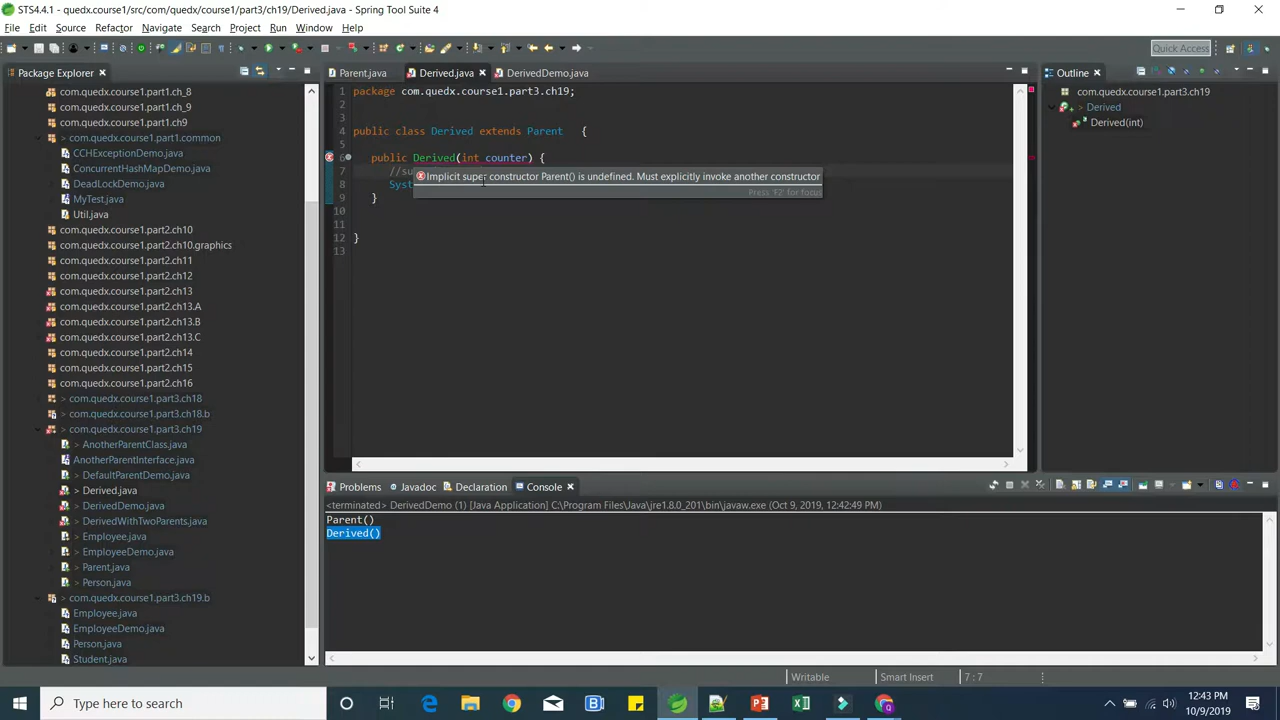 STS4.4.1 - quedx.course1/src/com/quedx/course1/part3/ch19/Derived.java - Spring Tool Suite 4
File Edit Source Refactor Navigate Search Project Run Window Help
Quick Access
Package Explorer
com.quedx.course1.part1.ch_8
com.quedx.course1.part1.ch_9
com.quedx.course1.part1.ch9
> com.quedx.course1.part1.common
CCHExceptionDemo.java
ConcurrentHashMapDemo.java
DeadLockDemo.java
MyTest.java
Util.java
com.quedx.course1.part2.ch10
com.quedx.course1.part2.ch10.graphics
com.quedx.course1.part2.ch11
com.quedx.course1.part2.ch12
com.quedx.course1.part2.ch13
com.quedx.course1.part2.ch13.A
com.quedx.course1.part2.ch13.B
com.quedx.course1.part2.ch13.C
com.quedx.course1.part2.ch14
com.quedx.course1.part2.ch15
com.quedx.course1.part2.ch16
> com.quedx.course1.part3.ch18
> com.quedx.course1.part3.ch18.b
> com.quedx.course1.part3.ch19
> AnotherParentClass.java
AnotherParentInterface.java
> DefaultParentDemo.java
> Derived.java
> DerivedDemo.java
> DerivedWithTwoParents.java
> Employee.java
> EmployeeDemo.java
> Parent.java
> Person.java
> com.quedx.course1.part3.ch19.b
Employee.java
EmployeeDemo.java
Person.java
Student.java
Parent.java Derived.java DerivedDemo.java
1 package com.quedx.course1.part3.ch19;
2
3
4 public class Derived extends Parent {
5
6 public Derived(int counter) {
7 //su
8 Syst
9 }
10
11
12 }
13
Implicit super constructor Parent() is undefined. Must explicitly invoke another constructor
Press 'F2' for focus
Outline
com.quedx.course1.part3.ch19
Derived
Derived(int)
Problems Javadoc Declaration Console
<terminated> DerivedDemo (1) [Java Application] C:\Program Files\Java\jre1.8.0_201\bin\javaw.exe (Oct 9, 2019, 12:42:49 PM)
Parent()
Derived()
Writable Smart Insert 7 : 7
Type here to search
12:43 PM
10/9/2019